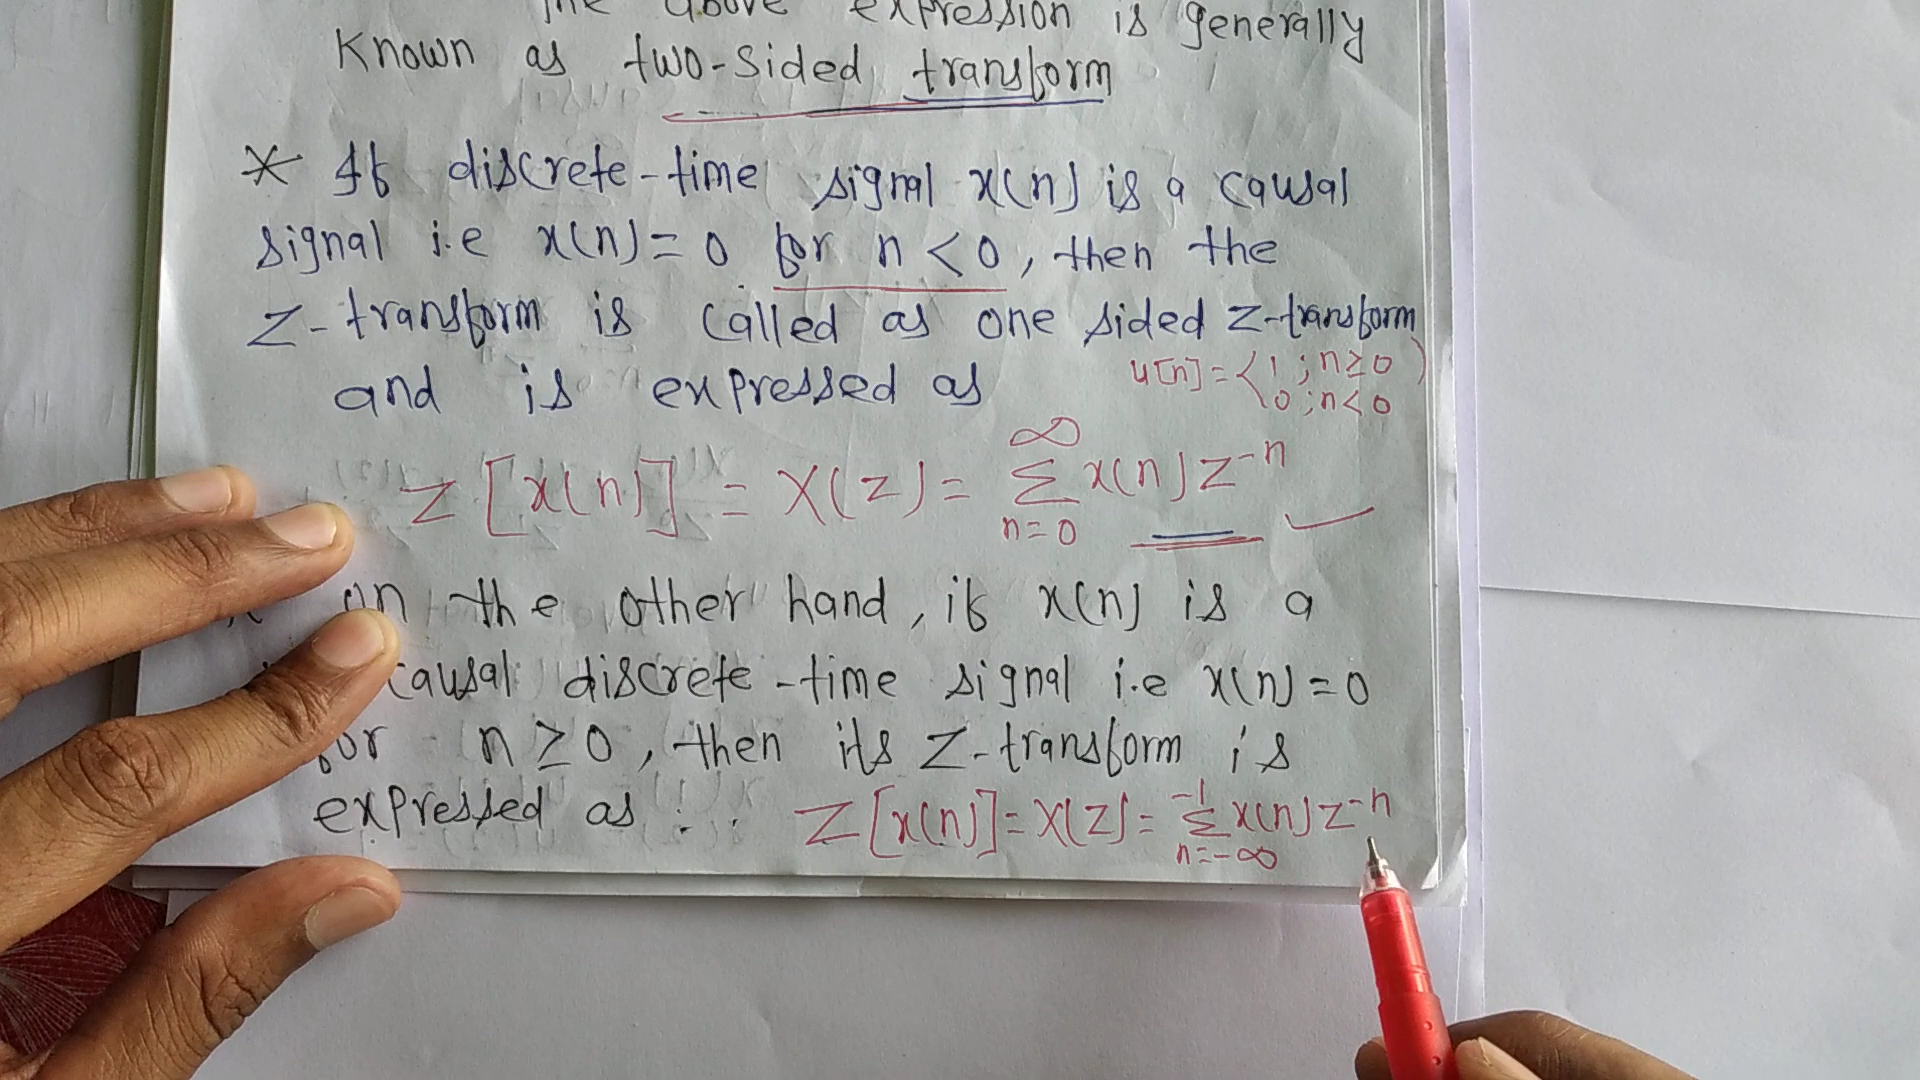 The above expression is generally
Known as two-sided transform
* If discrete-time signal x(n) is a causal
signal i.e x(n) = 0 for n < 0, then the
Z-transform is called as one sided Z-transform
u[n] = { 1 ; n ≥ 0
0 ; n < 0
and is expressed as
Z [x(n)] = X(z) = ∞ Σ n=0 x(n) z^-n
on the other hand, if x(n) is a
causal discrete-time signal i.e x(n) = 0
for n ≥ 0, then its Z-transform is
expressed as : . Z [x(n)] = X(z) = -1 Σ n=-∞ x(n) z^-n